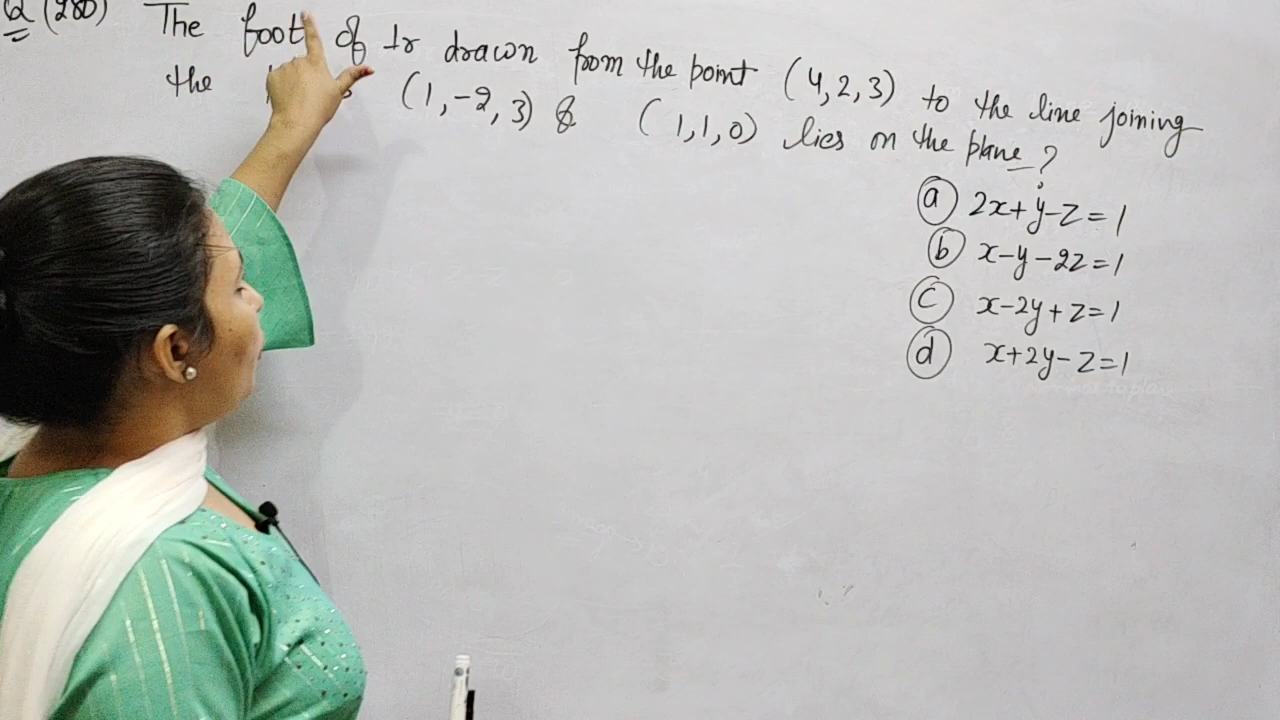 Q (280) The foot of ⊥r drawn from the point (4,2,3) to the line joining
the (1,-2,3) & (1,1,0) lies on the plane?
a 2x+y-z=1
b x-y-2z=1
c x-2y+z=1
d x+2y-z=1